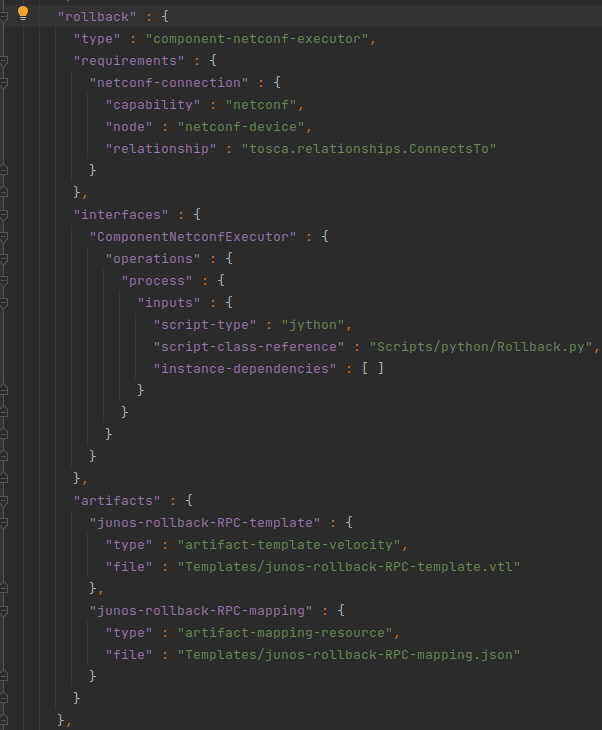 "rollback" : {
"type" : "component-netconf-executor",
"requirements" : {
"netconf-connection" : {
"capability" : "netconf",
"node" : "netconf-device",
"relationship" : "tosca.relationships.ConnectsTo"
}
},
"interfaces" : {
"ComponentNetconfExecutor" : {
"operations" : {
"process" : {
"inputs" : {
"script-type" : "jython",
"script-class-reference" : "Scripts/python/Rollback.py",
"instance-dependencies" : [ ]
}
}
}
}
},
"artifacts" : {
"junos-rollback-RPC-template" : {
"type" : "artifact-template-velocity",
"file" : "Templates/junos-rollback-RPC-template.vtl"
},
"junos-rollback-RPC-mapping" : {
"type" : "artifact-mapping-resource",
"file" : "Templates/junos-rollback-RPC-mapping.json"
}
}
},